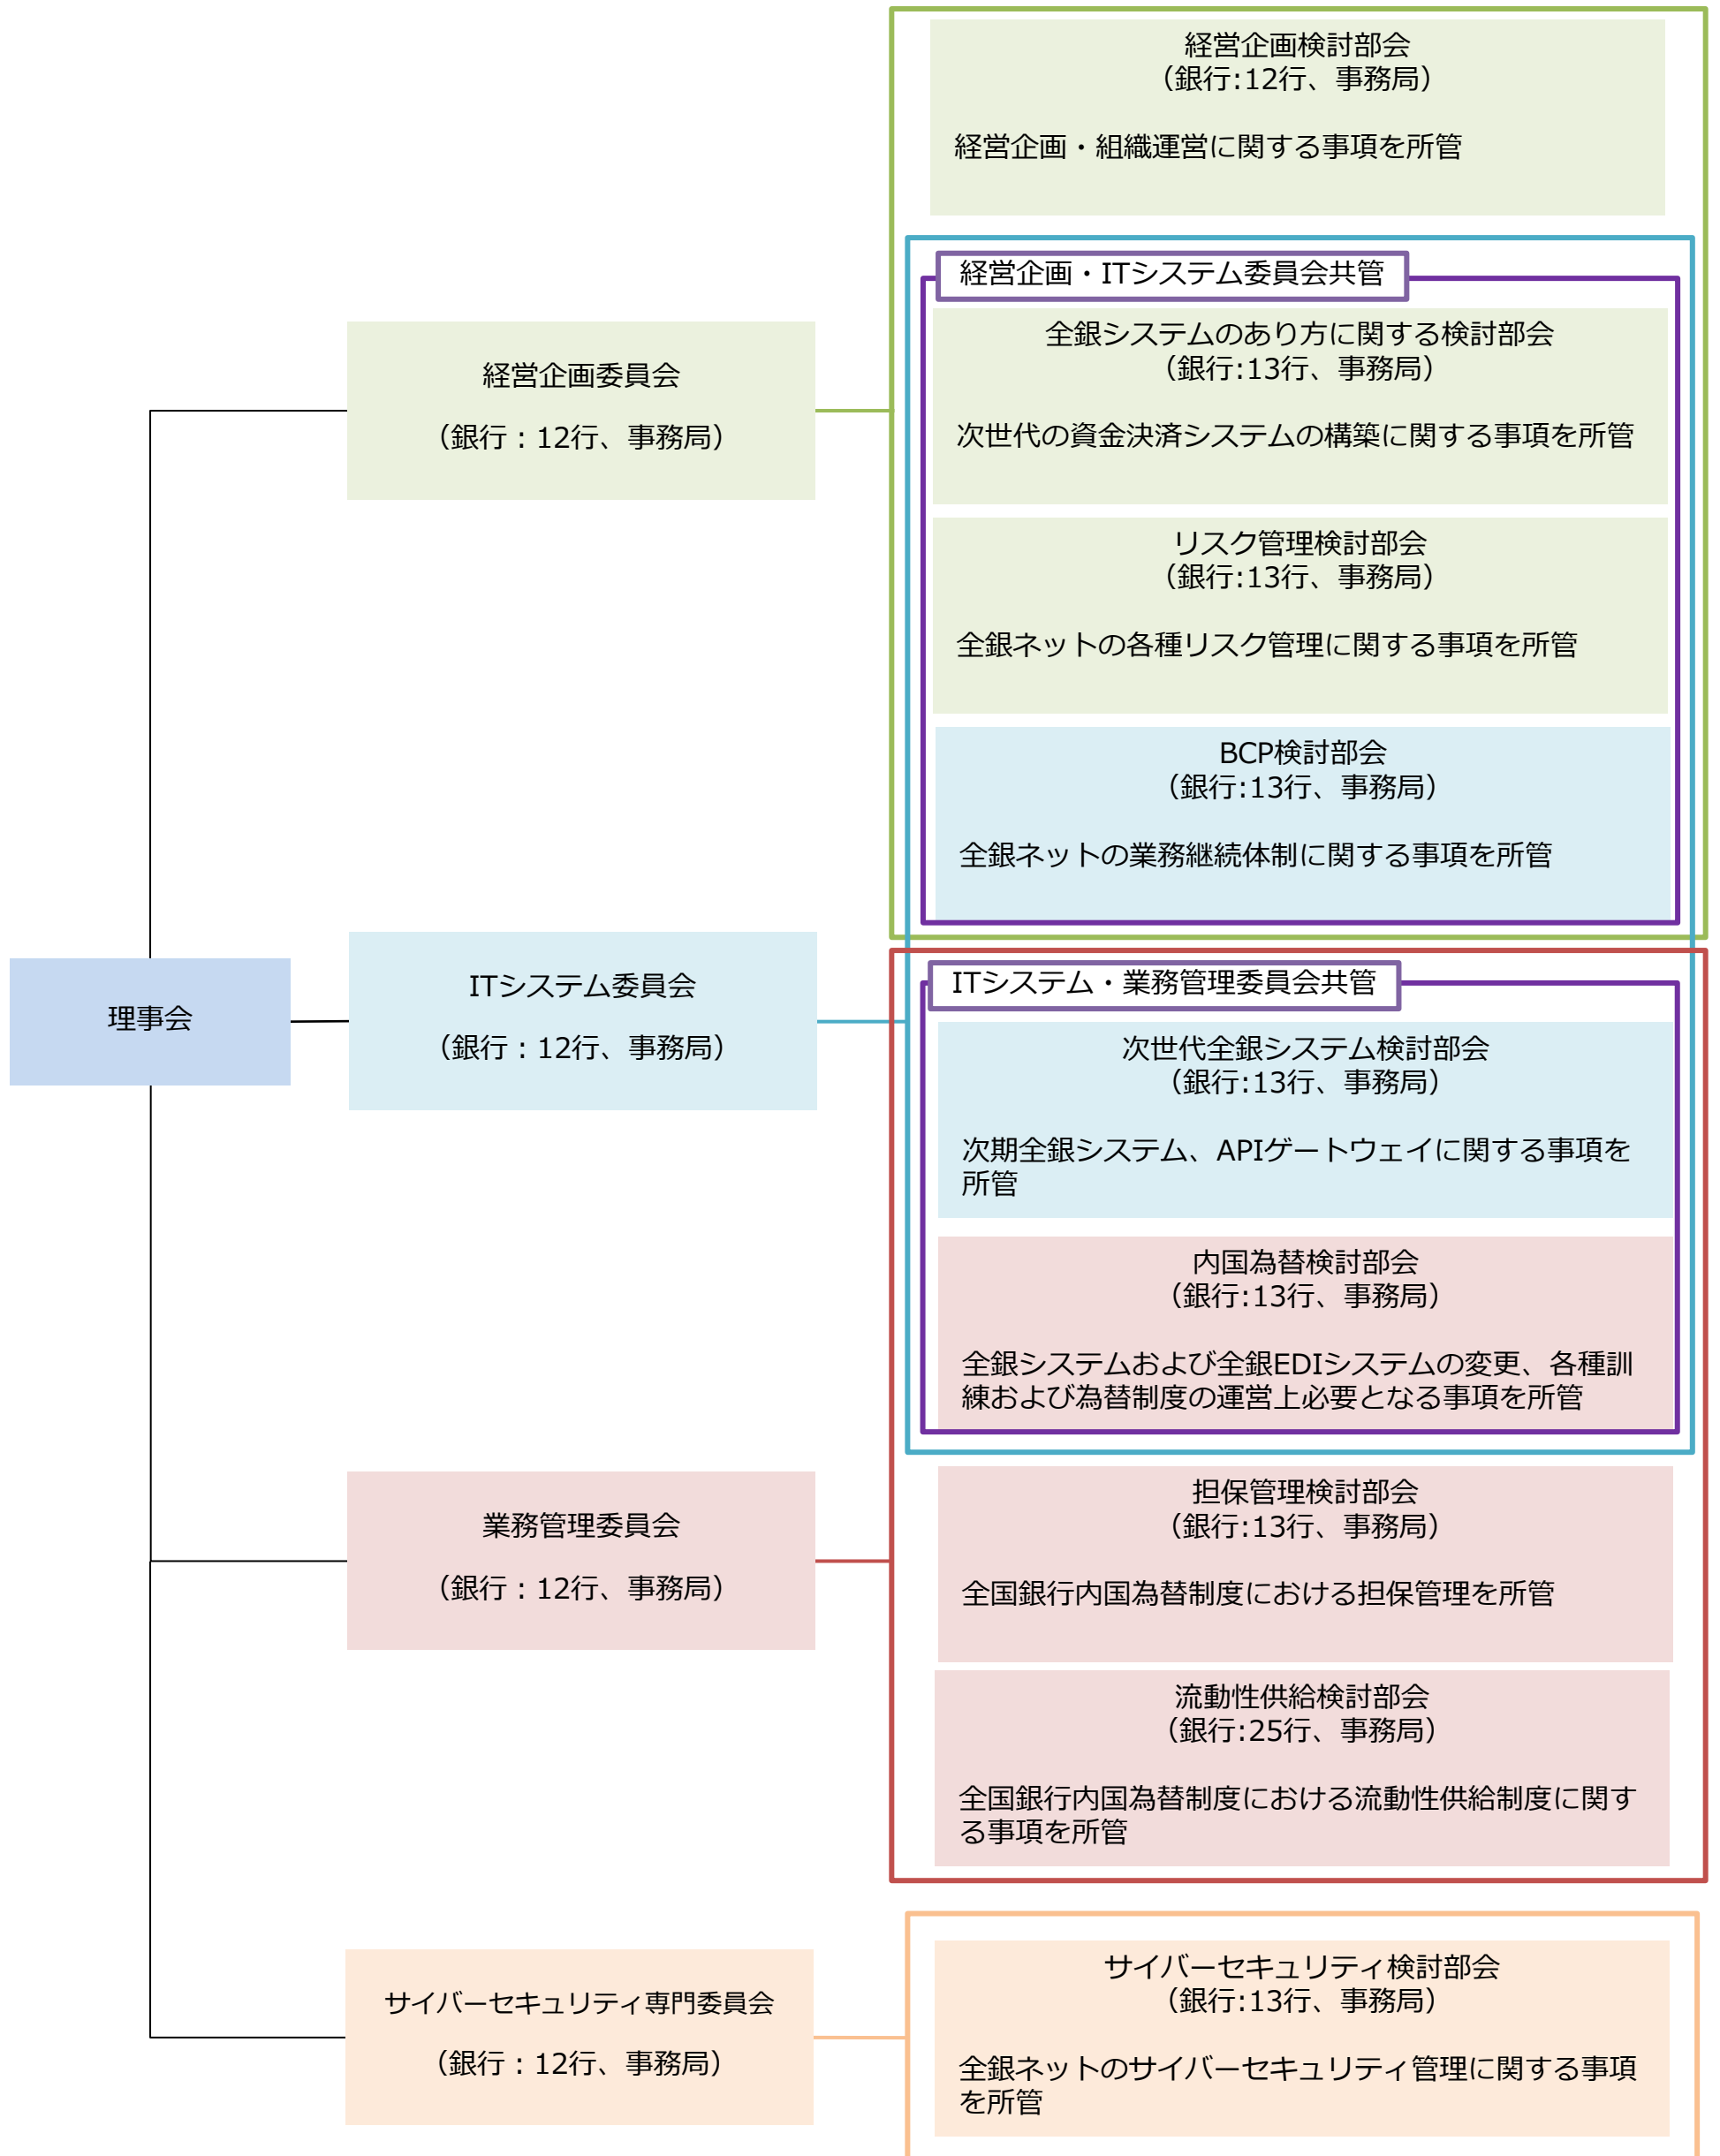 理事会
経営企画委員会
（銀行：12行、事務局）
経営企画検討部会
（銀行:12行、事務局）
経営企画・組織運営に関する事項を所管
経営企画・ITシステム委員会共管
全銀システムのあり方に関する検討部会
（銀行:13行、事務局）
次世代の資金決済システムの構築に関する事項を所管
リスク管理検討部会
（銀行:13行、事務局）
全銀ネットの各種リスク管理に関する事項を所管
BCP検討部会
（銀行:13行、事務局）
全銀ネットの業務継続体制に関する事項を所管
ITシステム委員会
（銀行：12行、事務局）
ITシステム・業務管理委員会共管
次世代全銀システム検討部会
（銀行:13行、事務局）
次期全銀システム、APIゲートウェイに関する事項を
所管
内国為替検討部会
（銀行:13行、事務局）
全銀システムおよび全銀EDIシステムの変更、各種訓
練および為替制度の運営上必要となる事項を所管
業務管理委員会
（銀行：12行、事務局）
担保管理検討部会
（銀行:13行、事務局）
全国銀行内国為替制度における担保管理を所管
流動性供給検討部会
（銀行:25行、事務局）
全国銀行内国為替制度における流動性供給制度に関す
る事項を所管
サイバーセキュリティ専門委員会
（銀行：12行、事務局）
サイバーセキュリティ検討部会
（銀行:13行、事務局）
全銀ネットのサイバーセキュリティ管理に関する事項
を所管